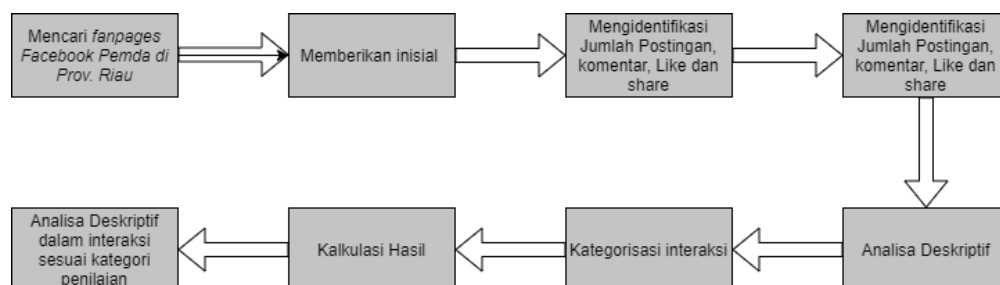 Mencari fanpages
Facebook Pemda di
Prov. Riau
Memberikan inisial
Mengidentifikasi
Jumlah Postingan,
komentar, Like dan
share
Mengidentifikasi
Jumlah Postingan,
komentar, Like dan
share
Analisa Deskriptif
Kategorisasi interaksi
Kalkulasi Hasil
Analisa Deskriptif
dalam interaksi
sesuai kategori
penilaian